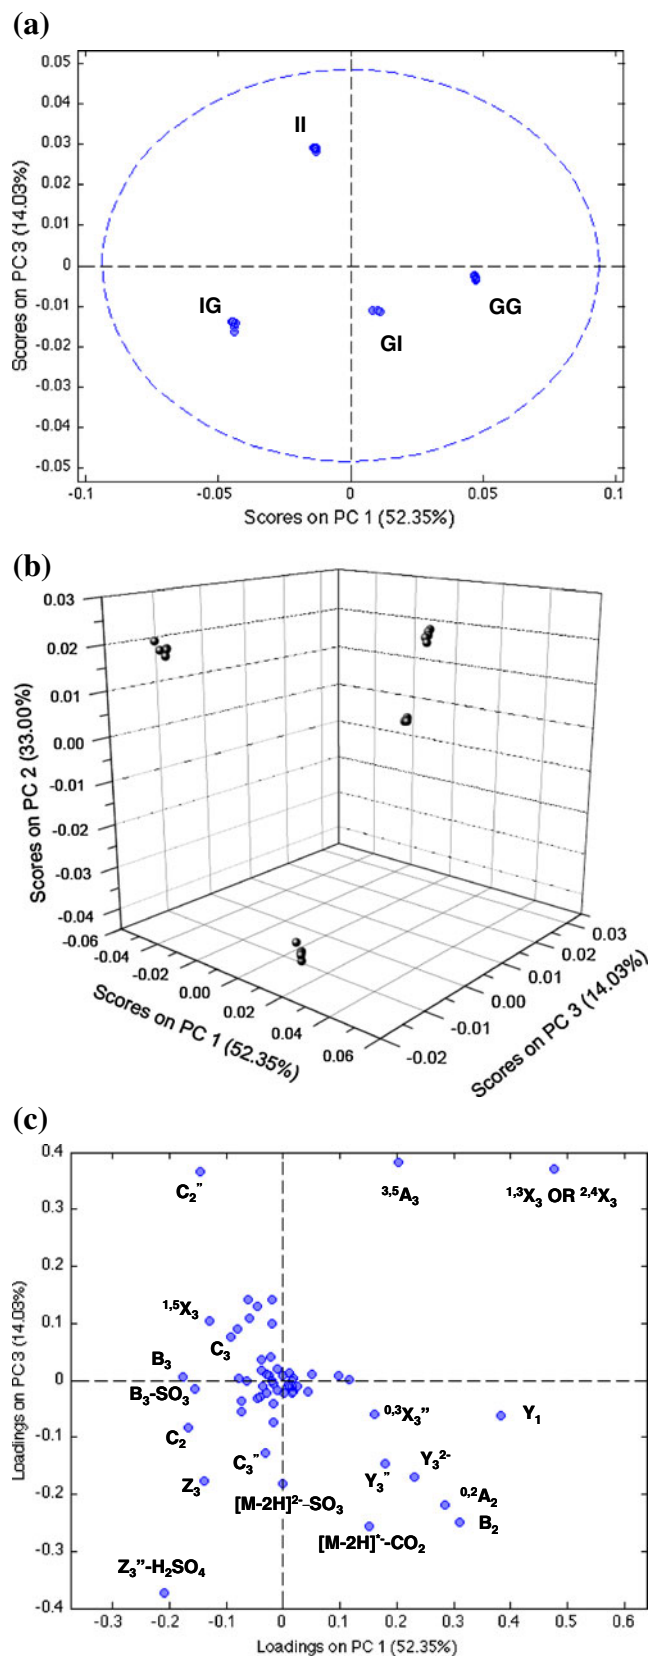 (a)
0.05
0.04
0.03
0.02
0.01
0
-0.01
-0.02
-0.03
-0.04
-0.05
Scores on PC 3 (14.03%)
II
IG
GI
GG
-0.1
-0.05
0
0.05
0.1
Scores on PC 1 (52.35%)
(b)
0.03
0.02
0.01
0.00
-0.01
-0.02
-0.03
-0.04
Scores on PC 2 (33.00%)
-0.06
-0.04
-0.02
0.00
0.02
0.04
0.06
Scores on PC 1 (52.35%)
-0.02
-0.01
0.00
0.01
0.02
0.03
Scores on PC 3 (14.03%)
(c)
0.4
0.3
0.2
0.1
0
-0.1
-0.2
-0.3
-0.4
Loadings on PC 3 (14.03%)
C₂"
³,⁵A₃
¹,³X₃ OR ²,⁴X₃
¹,⁵X₃
C₃
B₃
B₃-SO₃
C₂
⁰,³X₃"
Y₁
C₃"
Z₃
Y₃"
Y₃²⁻
⁰,²A₂
[M-2H]²⁻-SO₃
B₂
[M-2H]*⁻-CO₂
Z₃"-H₂SO₄
-0.3
-0.2
-0.1
0
0.1
0.2
0.3
0.4
0.5
0.6
Loadings on PC 1 (52.35%)